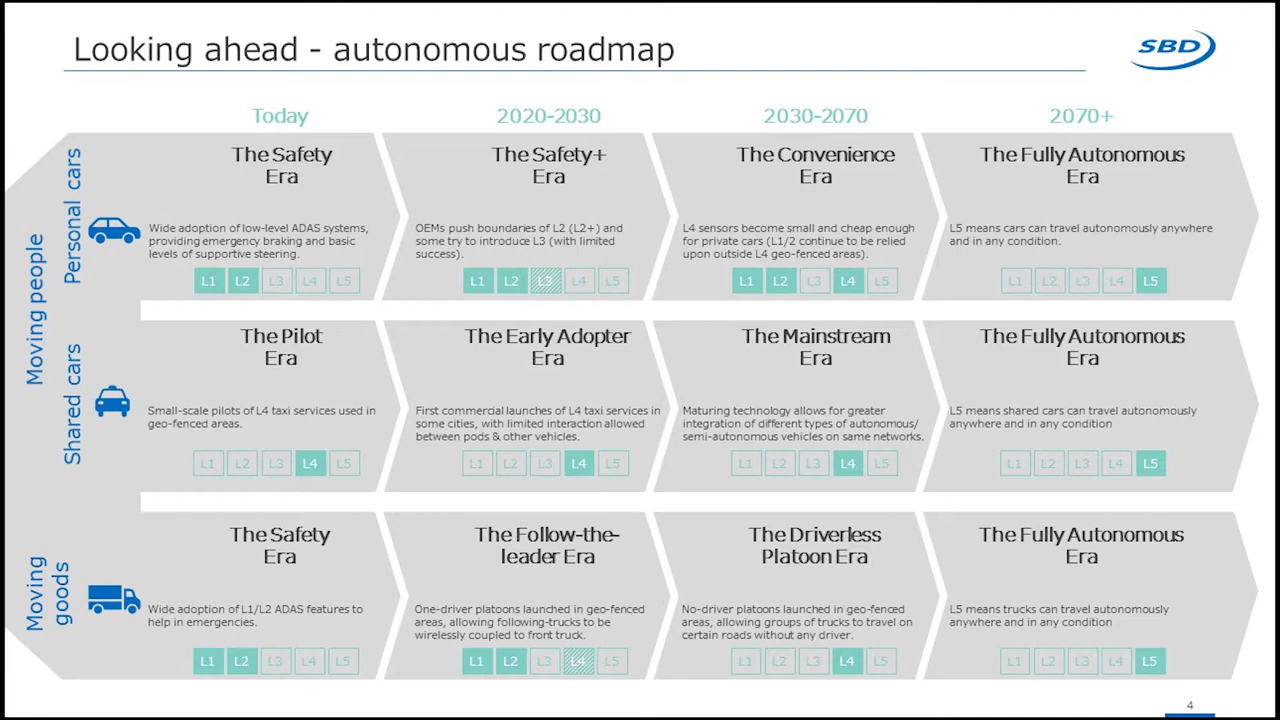 Looking ahead - autonomous roadmap
SBD
Today
2020-2030
2030-2070
2070+
Moving people
Personal cars
The Safety
Era
Wide adoption of low-level ADAS systems,
providing emergency braking and basic
levels of supportive steering.
L1 L2 L3 L4 L5
The Safety+
Era
OEMs push boundaries of L2 (L2+) and
some try to introduce L3 (with limited
success).
L1 L2 L3 L4 L5
The Convenience
Era
L4 sensors become small and cheap enough
for private cars (L1/2 continue to be relied
upon outside L4 geo-fenced areas).
L1 L2 L3 L4 L5
The Fully Autonomous
Era
L5 means cars can travel autonomously anywhere
and in any condition.
L1 L2 L3 L4 L5
Shared cars
The Pilot
Era
Small-scale pilots of L4 taxi services used in
geo-fenced areas.
L1 L2 L3 L4 L5
The Early Adopter
Era
First commercial launches of L4 taxi services in
some cities, with limited interaction allowed
between pods & other vehicles.
L1 L2 L3 L4 L5
The Mainstream
Era
Maturing technology allows for greater
integration of different types of autonomous/
semi-autonomous vehicles on same networks.
L1 L2 L3 L4 L5
The Fully Autonomous
Era
L5 means shared cars can travel autonomously
anywhere and in any condition
L1 L2 L3 L4 L5
Moving
goods
The Safety
Era
Wide adoption of L1/L2 ADAS features to
help in emergencies.
L1 L2 L3 L4 L5
The Follow-the-
leader Era
One-driver platoons launched in geo-fenced
areas, allowing following-trucks to be
wirelessly coupled to front truck.
L1 L2 L3 L4 L5
The Driverless
Platoon Era
No-driver platoons launched in geo-fenced
areas, allowing groups of trucks to travel on
certain roads without any driver.
L1 L2 L3 L4 L5
The Fully Autonomous
Era
L5 means trucks can travel autonomously
anywhere and in any condition
L1 L2 L3 L4 L5
4